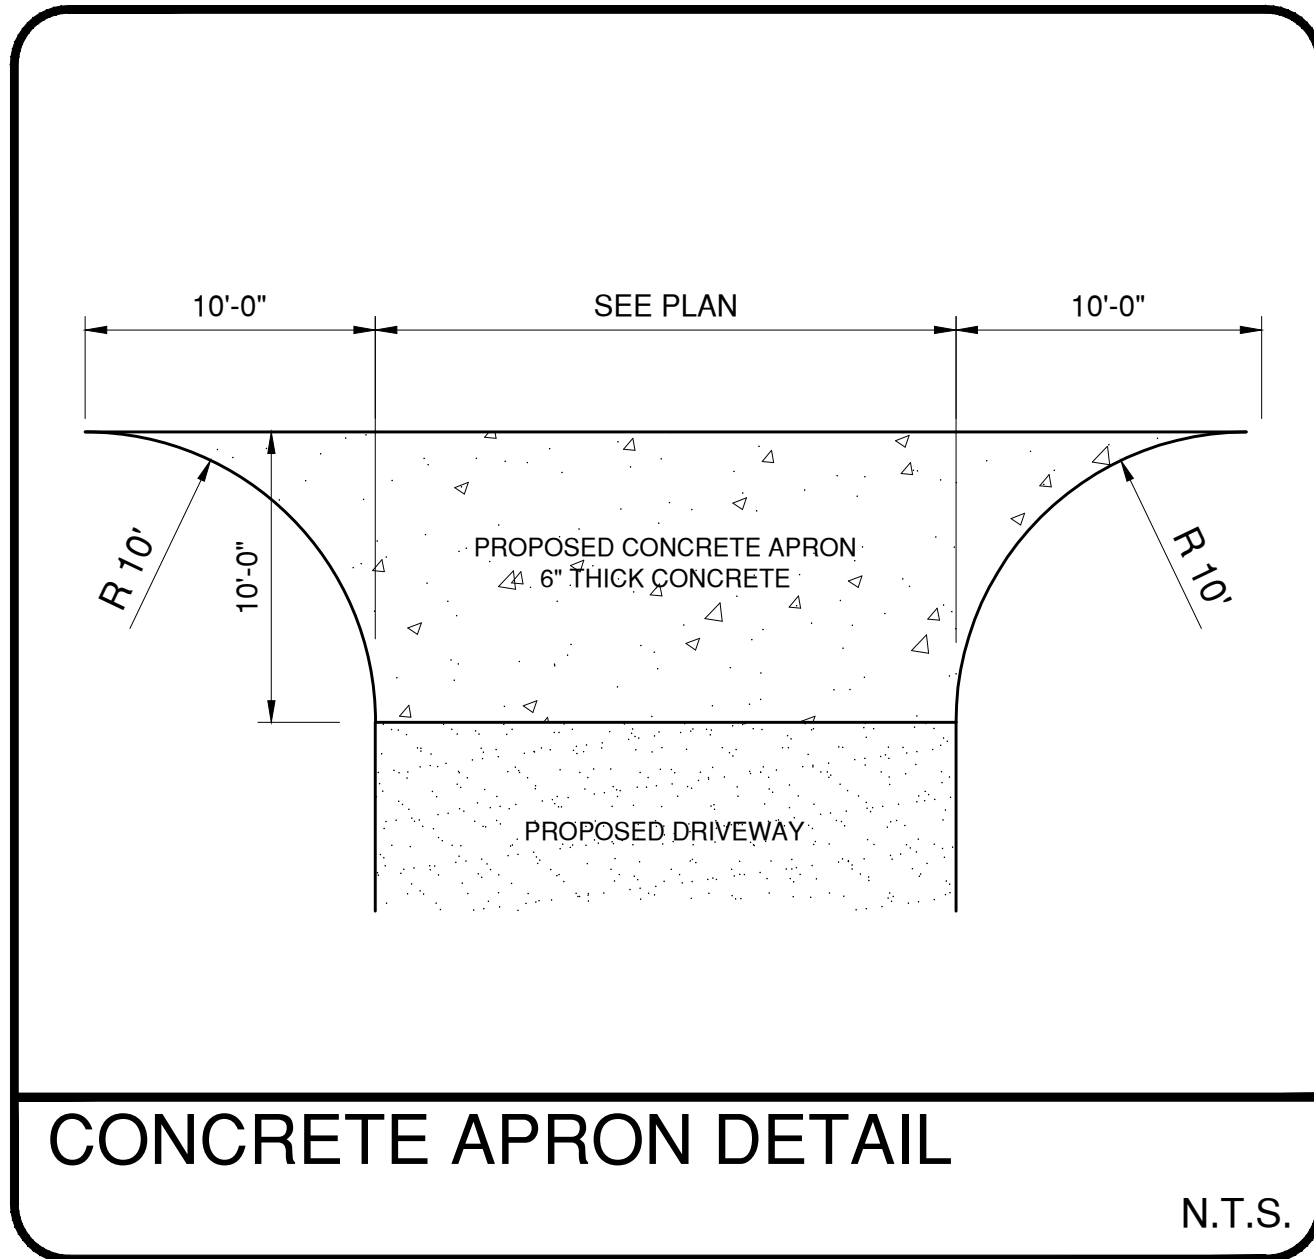 10'-0"
SEE PLAN
10'-0"
R 10'
10'-0"
PROPOSED CONCRETE APRON
6" THICK CONCRETE
R 10'
PROPOSED DRIVEWAY
CONCRETE APRON DETAIL
N.T.S.